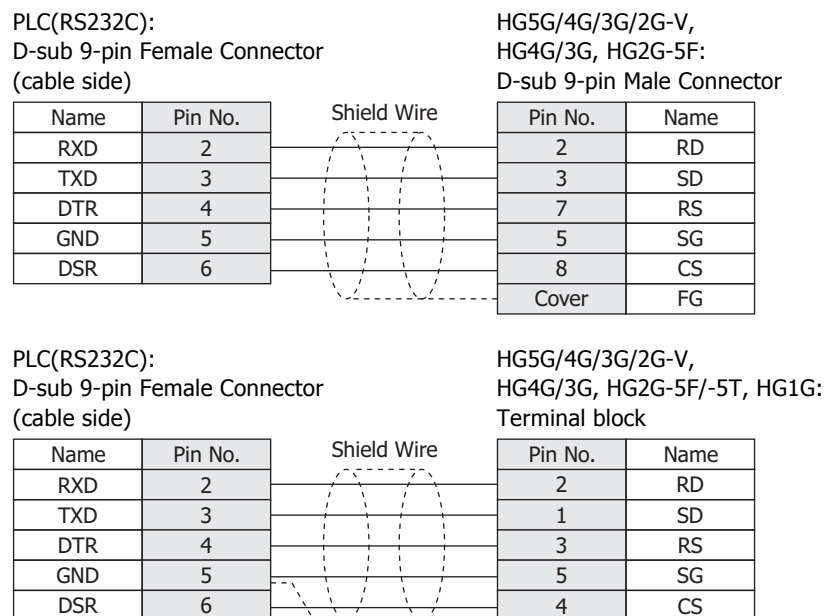 PLC(RS232C):
D-sub 9-pin Female Connector
(cable side)
HG5G/4G/3G/2G-V,
HG4G/3G, HG2G-5F:
D-sub 9-pin Male Connector
Name Pin No. Shield Wire Pin No. Name
RXD 2 2 RD
TXD 3 3 SD
DTR 4 7 RS
GND 5 5 SG
DSR 6 8 CS
Cover FG
PLC(RS232C):
D-sub 9-pin Female Connector
(cable side)
HG5G/4G/3G/2G-V,
HG4G/3G, HG2G-5F/-5T, HG1G:
Terminal block
Name Pin No. Shield Wire Pin No. Name
RXD 2 2 RD
TXD 3 1 SD
DTR 4 3 RS
GND 5 5 SG
DSR 6 4 CS